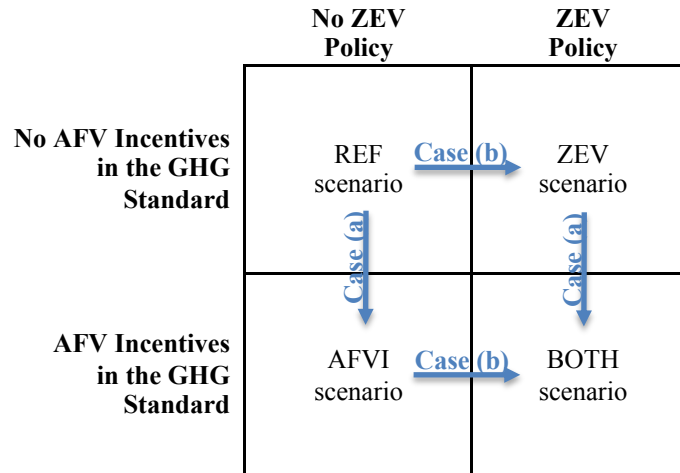 No ZEV
Policy
ZEV
Policy
No AFV Incentives
in the GHG
Standard
REF
scenario
Case (b)
ZEV
scenario
Case (a)
Case (a)
AFV Incentives
in the GHG
Standard
AFVI
scenario
Case (b)
BOTH
scenario